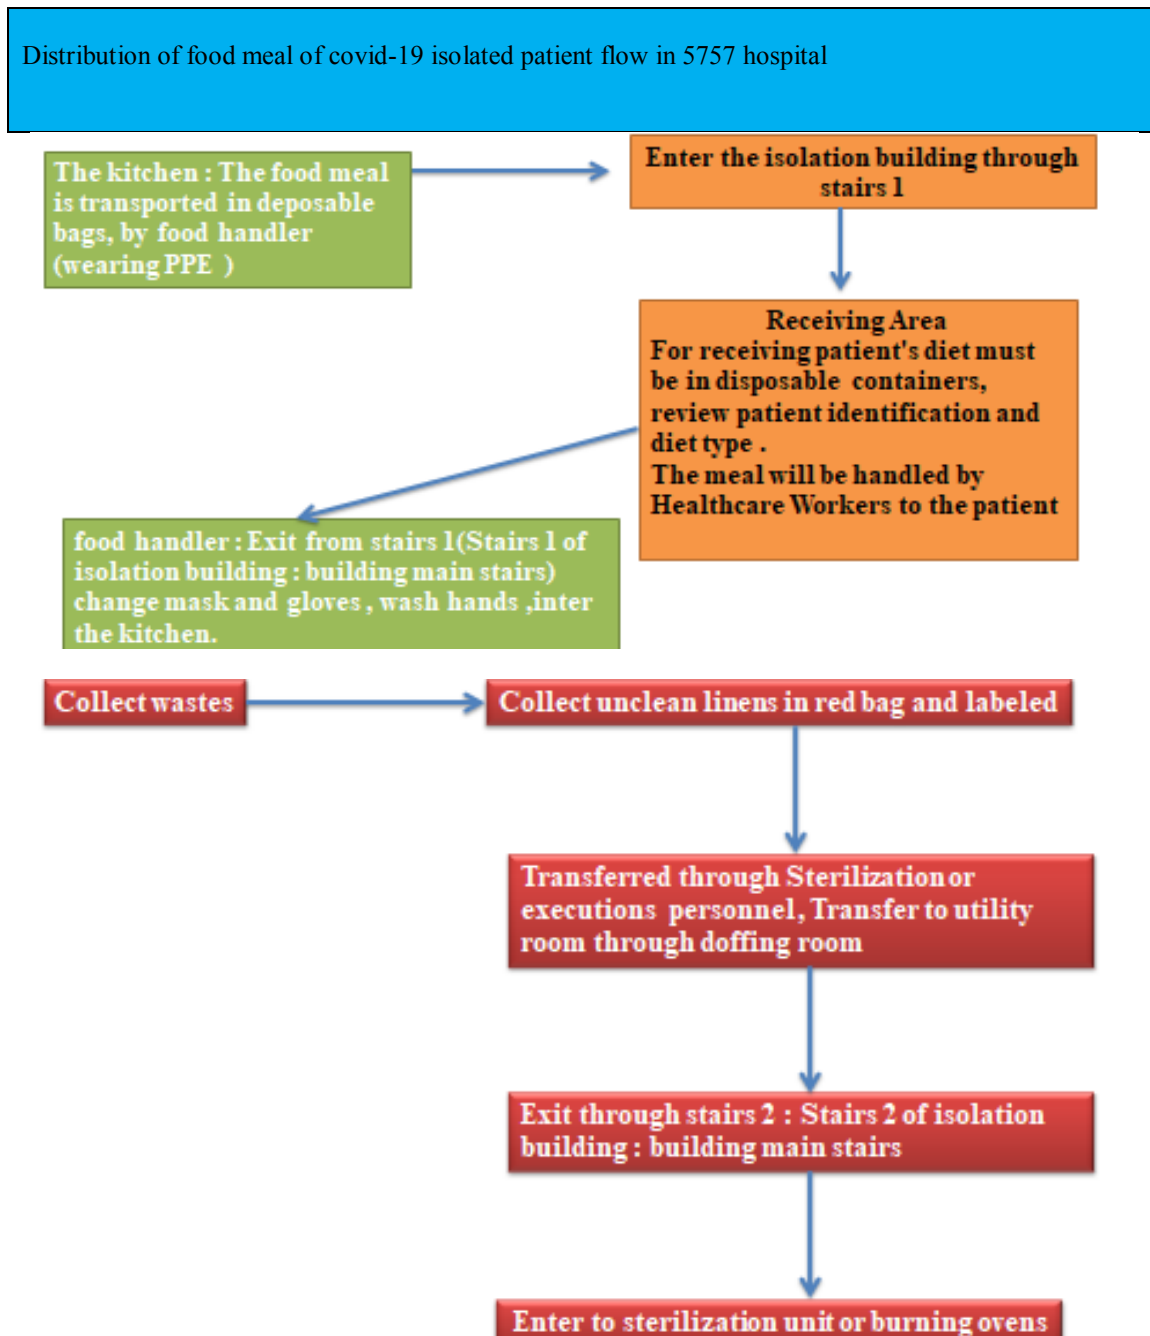 Distribution of food meal of covid-19 isolated patient flow in 5757 hospital
The kitchen : The food meal
is transported in deposable
bags, by food handler
(wearing PPE )
Enter the isolation building through
stairs 1
Receiving Area
For receiving patient's diet must
be in disposable containers,
review patient identification and
diet type .
The meal will be handled by
Healthcare Workers to the patient
food handler : Exit from stairs 1(Stairs 1 of
isolation building : building main stairs)
change mask and gloves , wash hands ,inter
the kitchen.
Collect wastes
Collect unclean linens in red bag and labeled
Transferred through Sterilization or
executions personnel, Transfer to utility
room through doffing room
Exit through stairs 2 : Stairs 2 of isolation
building : building main stairs
Enter to sterilization unit or burning ovens